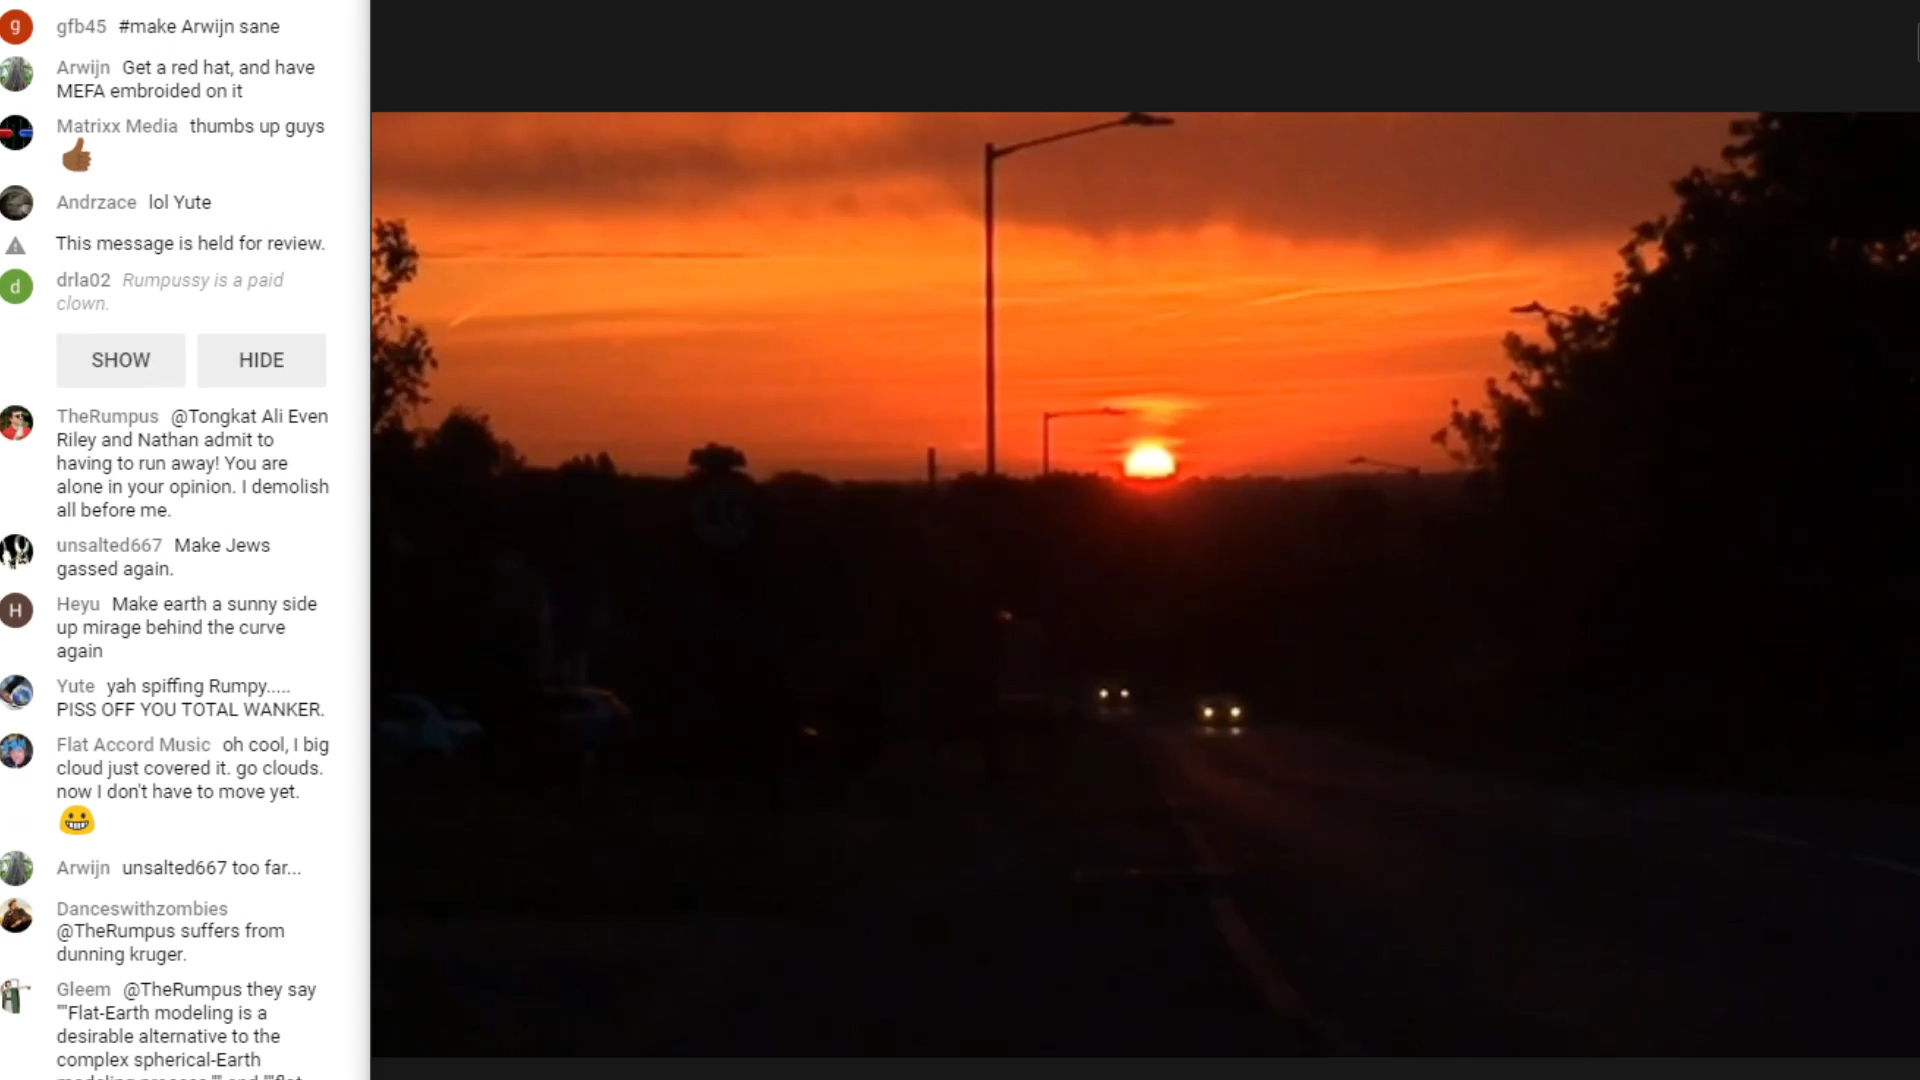 g gfb45 #make Arwijn sane
Arwijn Get a red hat, and have
MEFA embroided on it
Matrixx Media thumbs up guys
Andrzace lol Yute
This message is held for review.
d drla02 Rumpussy is a paid
clown.
SHOW HIDE
TheRumpus @Tongkat Ali Even
Riley and Nathan admit to
having to run away! You are
alone in your opinion. I demolish
all before me.
unsalted667 Make Jews
gassed again.
H Heyu Make earth a sunny side
up mirage behind the curve
again
Yute yah spiffing Rumpy.....
PISS OFF YOU TOTAL WANKER.
Flat Accord Music oh cool, I big
cloud just covered it. go clouds.
now I don't have to move yet.
Arwijn unsalted667 too far...
Danceswithzombies
@TheRumpus suffers from
dunning kruger.
Gleem @TheRumpus they say
"'Flat-Earth modeling is a
desirable alternative to the
complex spherical-Earth